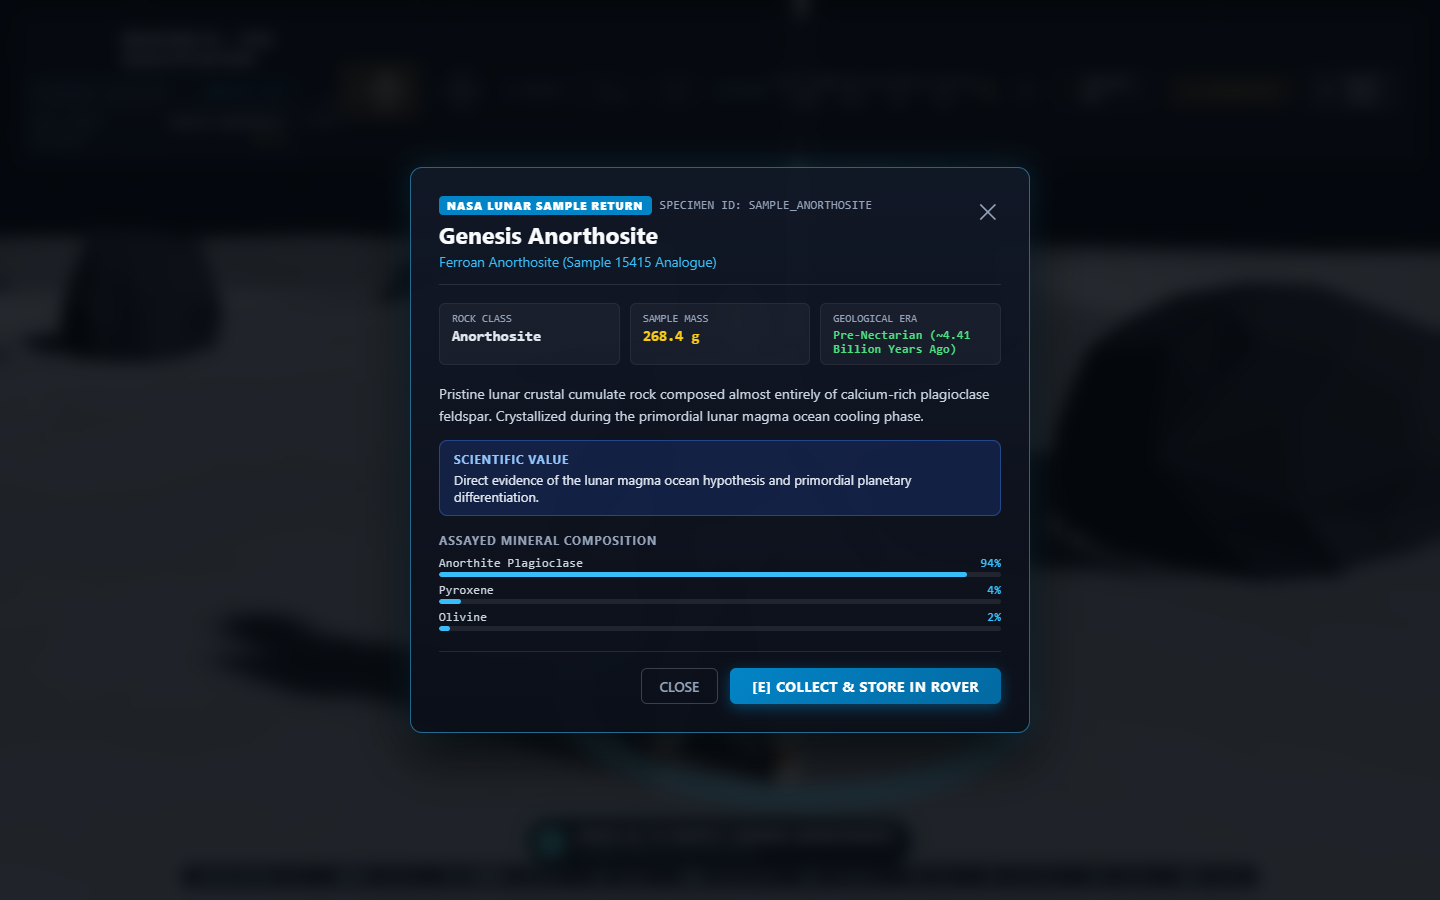 NASA LUNAR SAMPLE RETURN SPECIMEN ID: SAMPLE_ANORTHOSITE
Genesis Anorthosite
Ferroan Anorthosite (Sample 15415 Analogue)
ROCK CLASS
Anorthosite
SAMPLE MASS
268.4 g
GEOLOGICAL ERA
Pre-Nectarian (~4.41
Billion Years Ago)
Pristine lunar crustal cumulate rock composed almost entirely of calcium-rich plagioclase
feldspar. Crystallized during the primordial lunar magma ocean cooling phase.
SCIENTIFIC VALUE
Direct evidence of the lunar magma ocean hypothesis and primordial planetary
differentiation.
ASSAYED MINERAL COMPOSITION
Anorthite Plagioclase 94%
Pyroxene 4%
Olivine 2%
CLOSE
[E] COLLECT & STORE IN ROVER